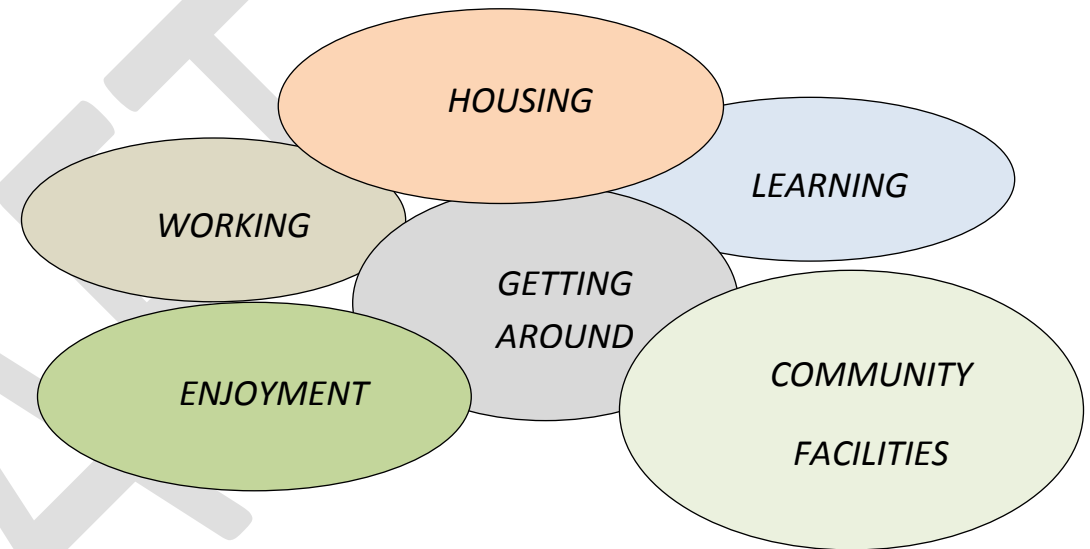 HOUSING
LEARNING
WORKING
GETTING
AROUND
ENJOYMENT
COMMUNITY
FACILITIES